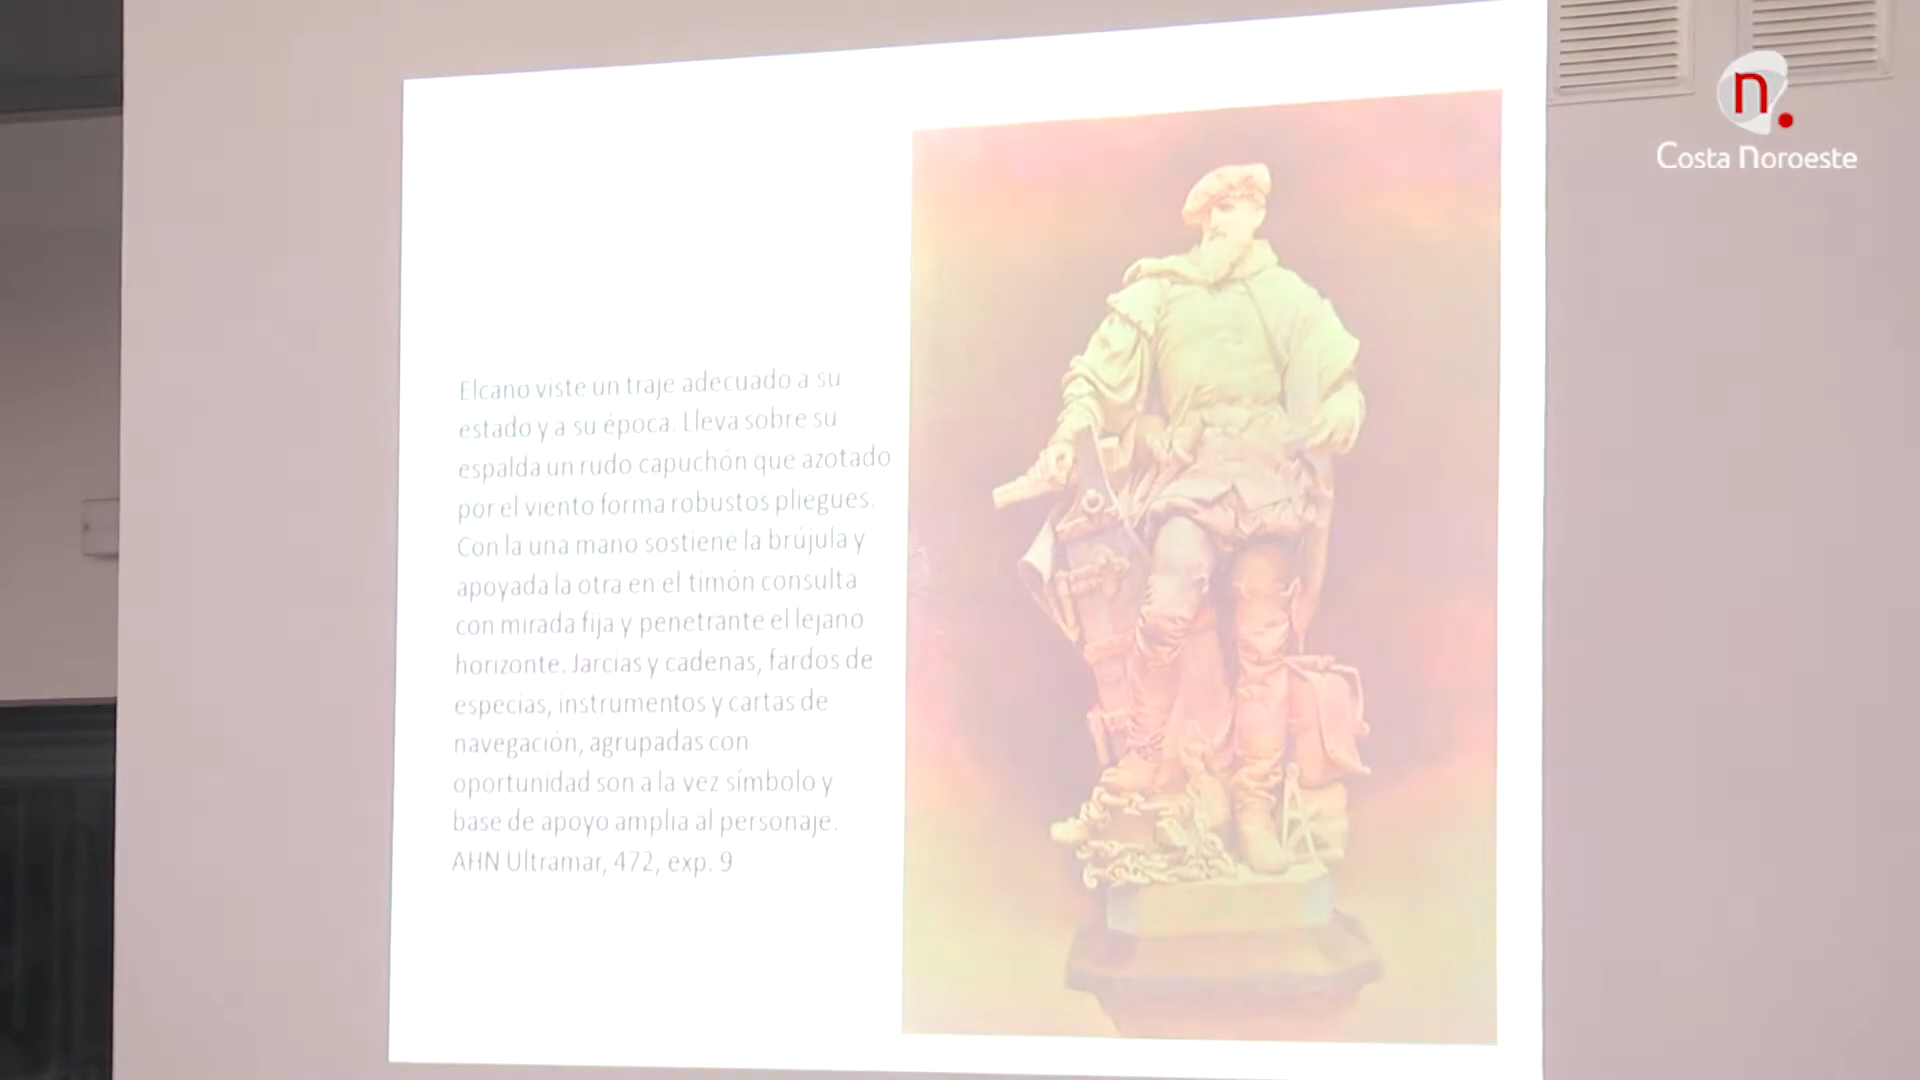 n.
Costa noroeste
Elcano viste un traje adecuado a su
estado y a su época. Lleva sobre su
espalda un rudo capuchón que azotado
por el viento forma robustos pliegues.
Con la una mano sostiene la brújula y
apoyada la otra en el timón consulta
con mirada fija y penetrante el lejano
horizonte. Jarcias y cadenas, fardos de
especias, instrumentos y cartas de
navegación, agrupadas con
oportunidad son a la vez símbolo y
base de apoyo amplia al personaje.
AHN Ultramar, 472, exp. 9